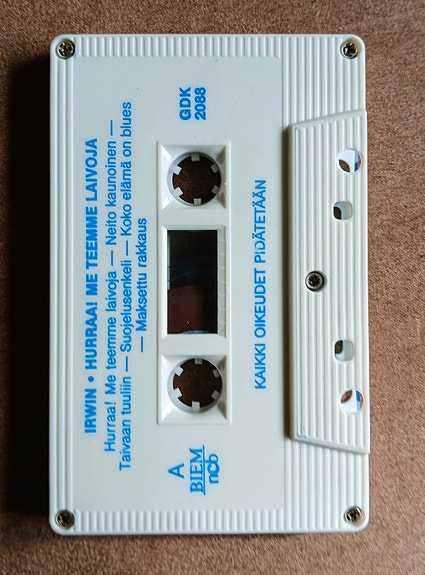 IRWIN • HURRAA! ME TEEMME LAIVOJA
Hurraa! Me teemme laivoja — Neito kaunoinen —
Taivaan tuuliin — Suojelusenkeli — Koko elämä on blues
— Maksettu rakkaus
A
BIEM
ncb
GDK
2088
KAIKKI OIKEUDET PIDÄTETÄÄN